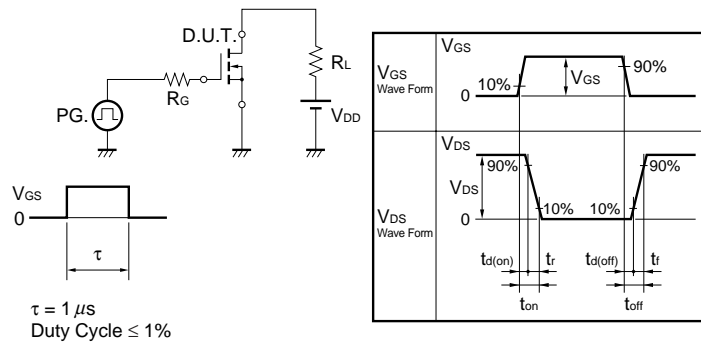 D.U.T.
RL
RG
PG.
VDD
VGS
0
τ
τ = 1 μs
Duty Cycle ≤ 1%
VGS
Wave Form
VGS
10%
VGS
90%
0
VDS
Wave Form
VDS
90%
90%
VDS
10%
10%
0
td(on)
tr
td(off)
tf
ton
toff